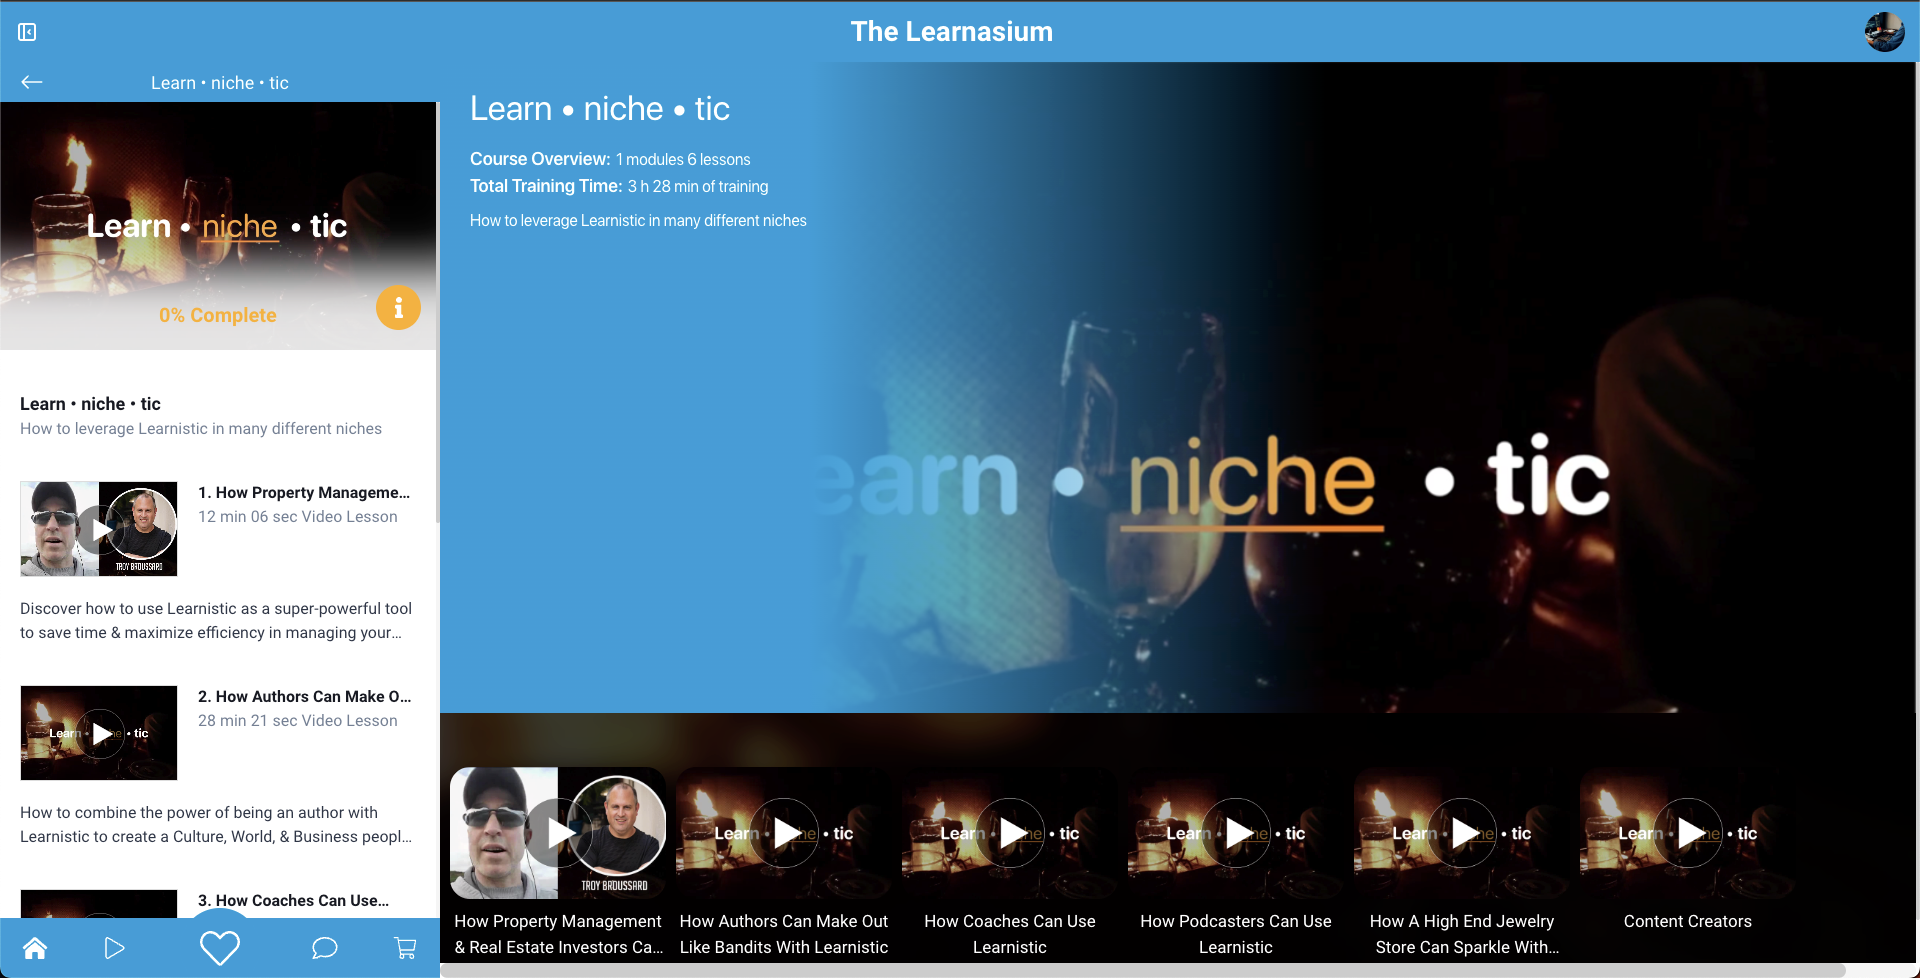 The Learnasium
Learn • niche • tic
Learn • niche • tic
0% Complete
Learn • niche • tic
How to leverage Learnistic in many different niches
1. How Property Manageme...
12 min 06 sec Video Lesson
TROY BROUSSARD
Discover how to use Learnistic as a super-powerful tool
to save time & maximize efficiency in managing your...
2. How Authors Can Make O...
28 min 21 sec Video Lesson
Learn • niche • tic
How to combine the power of being an author with
Learnistic to create a Culture, World, & Business peopl...
3. How Coaches Can Use...
Learn • niche • tic
Course Overview: 1 modules 6 lessons
Total Training Time: 3 h 28 min of training
How to leverage Learnistic in many different niches
earn • niche • tic
TROY BROUSSARD
Learn • niche • tic
Learn • niche • tic
Learn • niche • tic
Learn • niche • tic
Learn • niche • tic
How Property Management
& Real Estate Investors Ca...
How Authors Can Make Out
Like Bandits With Learnistic
How Coaches Can Use
Learnistic
How Podcasters Can Use
Learnistic
How A High End Jewelry
Store Can Sparkle With...
Content Creators